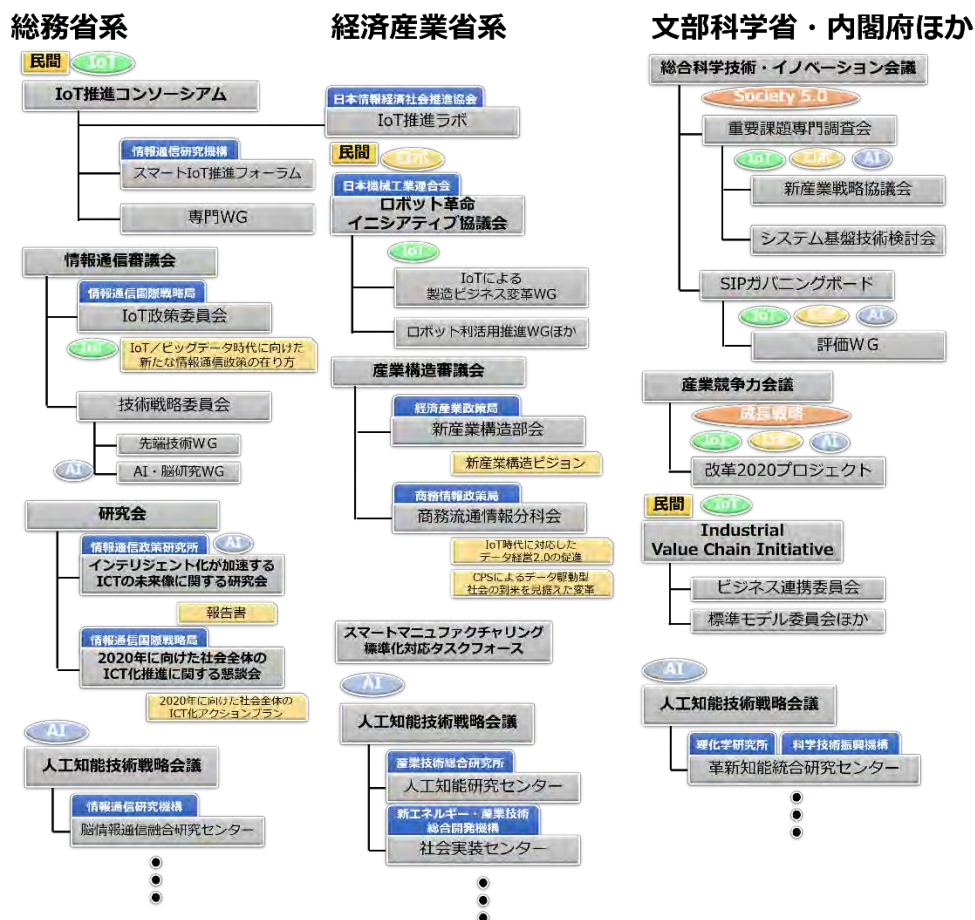 総務省系
民間
IoT
IoT推進コンソーシアム
情報通信研究機構
スマートIoT推進フォーラム
専門WG
情報通信審議会
情報通信国際戦略局
IoT政策委員会
IoT
IoT／ビッグデータ時代に向けた
新たな情報通信政策の在り方
技術戦略委員会
先端技術WG
AI
AI・脳研究WG
研究会
情報通信政策研究所
AI
インテリジェント化が加速する
ICTの未来像に関する研究会
報告書
情報通信国際戦略局
2020年に向けた社会全体の
ICT化推進に関する懇談会
2020年に向けた社会全体の
ICT化アクションプラン
AI
人工知能技術戦略会議
情報通信研究機構
脳情報通信融合研究センター
経済産業省系
日本情報経済社会推進協会
IoT推進ラボ
民間
ロボ
日本機械工業連合会
ロボット革命
イニシアティブ協議会
IoT
IoTによる
製造ビジネス変革WG
ロボット利活用推進WGほか
産業構造審議会
経済産業政策局
新産業構造部会
新産業構造ビジョン
商務情報政策局
商務流通情報分科会
IoT時代に対応した
データ経営2.0の促進
CPSによるデータ駆動型
社会の到来を見据えた変革
スマートマニュファクチャリング
標準化対応タスクフォース
AI
人工知能技術戦略会議
産業技術総合研究所
人工知能研究センター
新エネルギー・産業技術
総合開発機構
社会実装センター
文部科学省・内閣府ほか
総合科学技術・イノベーション会議
Society 5.0
重要課題専門調査会
IoT
ロボ
AI
新産業戦略協議会
システム基盤技術検討会
SIPガバニングボード
IoT
ロボ
AI
評価WG
産業競争力会議
成長戦略
IoT
ロボ
AI
改革2020プロジェクト
民間
IoT
Industrial
Value Chain Initiative
ビジネス連携委員会
標準モデル委員会ほか
AI
人工知能技術戦略会議
理化学研究所
科学技術振興機構
革新知能統合研究センター